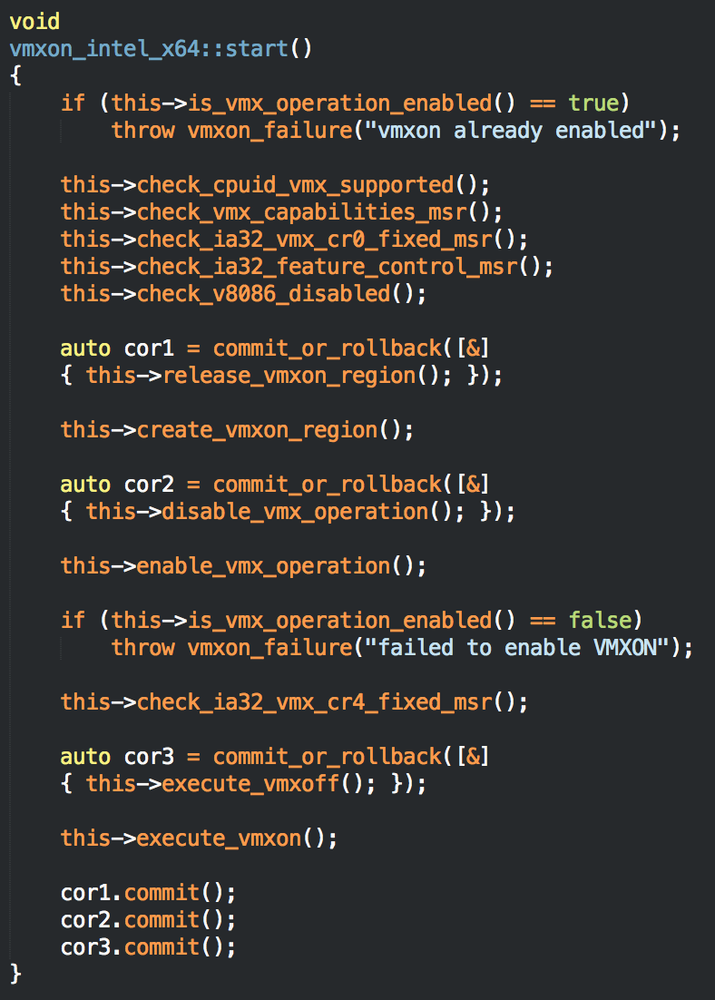 void
vmxon_intel_x64::start()
{
    if (this->is_vmx_operation_enabled() == true)
        throw vmxon_failure("vmxon already enabled");

    this->check_cpuid_vmx_supported();
    this->check_vmx_capabilities_msr();
    this->check_ia32_vmx_cr0_fixed_msr();
    this->check_ia32_feature_control_msr();
    this->check_v8086_disabled();

    auto cor1 = commit_or_rollback([&]
    { this->release_vmxon_region(); });

    this->create_vmxon_region();

    auto cor2 = commit_or_rollback([&]
    { this->disable_vmx_operation(); });

    this->enable_vmx_operation();

    if (this->is_vmx_operation_enabled() == false)
        throw vmxon_failure("failed to enable VMXON");

    this->check_ia32_vmx_cr4_fixed_msr();

    auto cor3 = commit_or_rollback([&]
    { this->execute_vmxoff(); });

    this->execute_vmxon();

    cor1.commit();
    cor2.commit();
    cor3.commit();
}